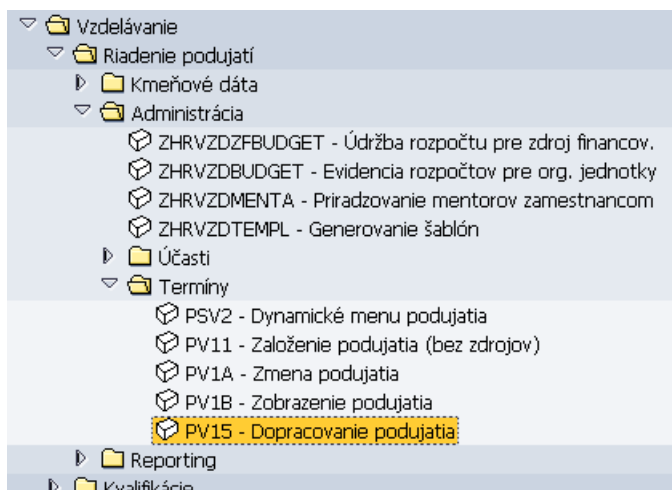 Vzdelávanie
Riadenie podujatí
Kmeňové dáta
Administrácia
ZHRVZDZFBUDGET - Údržba rozpočtu pre zdroj financov.
ZHRVZDBUDGET - Evidencia rozpočtov pre org. jednotky
ZHRVZDMENTA - Priradzovanie mentorov zamestnancom
ZHRVZDTEMPL - Generovanie šablón
Účasti
Termíny
PSV2 - Dynamické menu podujatia
PV11 - Založenie podujatia (bez zdrojov)
PV1A - Zmena podujatia
PV1B - Zobrazenie podujatia
PV15 - Dopracovanie podujatia
Reporting
Kvalifikácie